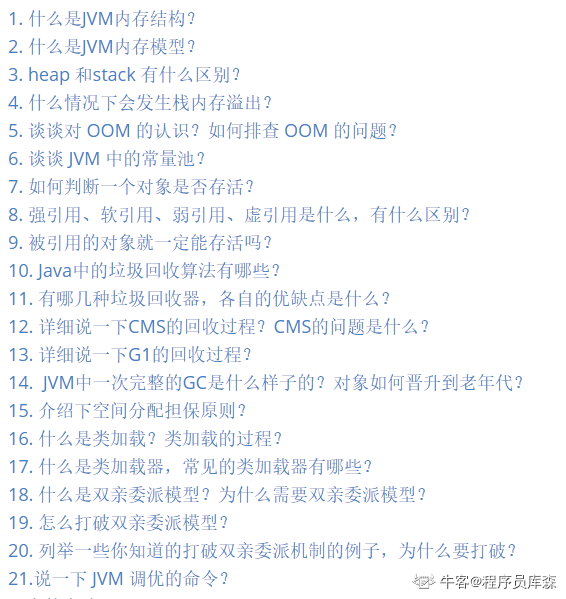 1. 什么是JVM内存结构？
2. 什么是JVM内存模型？
3. heap 和stack 有什么区别？
4. 什么情况下会发生栈内存溢出？
5. 谈谈对 OOM 的认识？如何排查 OOM 的问题？
6. 谈谈 JVM 中的常量池？
7. 如何判断一个对象是否存活？
8. 强引用、软引用、弱引用、虚引用是什么，有什么区别？
9. 被引用的对象就一定能存活吗？
10. Java中的垃圾回收算法有哪些？
11. 有哪几种垃圾回收器，各自的优缺点是什么？
12. 详细说一下CMS的回收过程？CMS的问题是什么？
13. 详细说一下G1的回收过程？
14. JVM中一次完整的GC是什么样子的？对象如何晋升到老年代？
15. 介绍下空间分配担保原则？
16. 什么是类加载？类加载的过程？
17. 什么是类加载器，常见的类加载器有哪些？
18. 什么是双亲委派模型？为什么需要双亲委派模型？
19. 怎么打破双亲委派模型？
20. 列举一些你知道的打破双亲委派机制的例子，为什么要打破？
21.说一下 JVM 调优的命令？
牛客@程序员库森